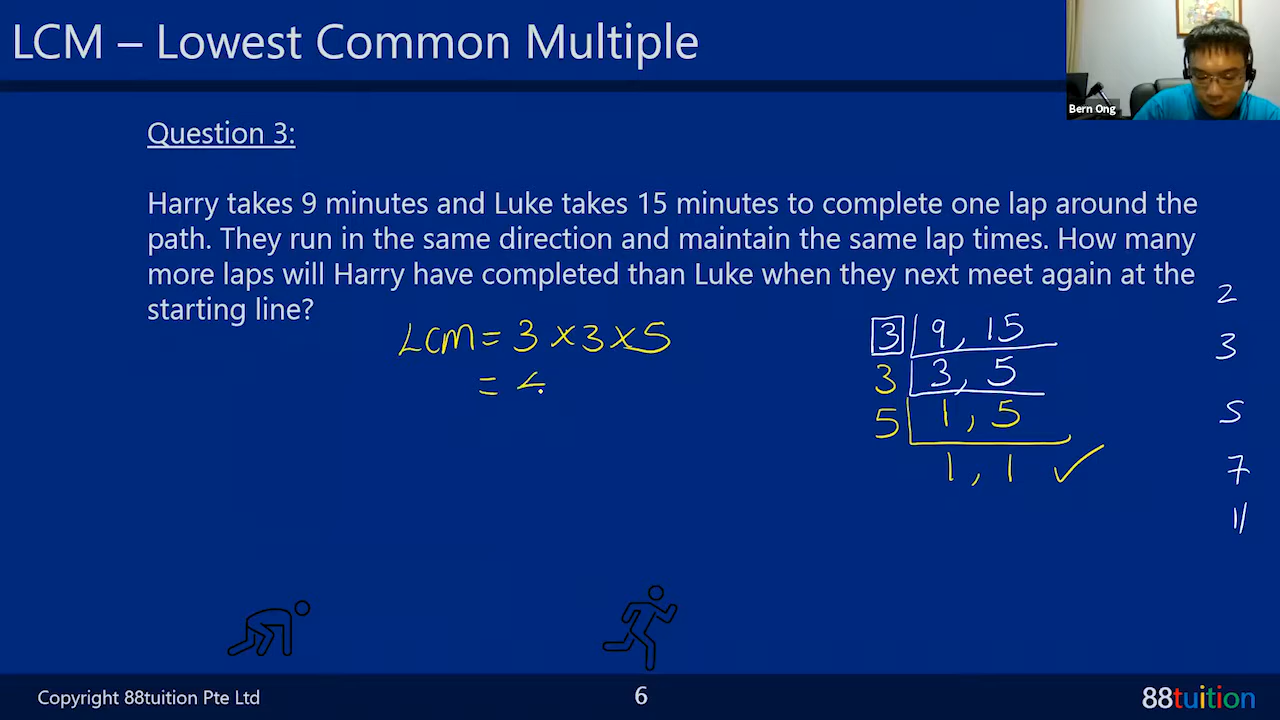 LCM – Lowest Common Multiple
Bern Ong
Question 3:
Harry takes 9 minutes and Luke takes 15 minutes to complete one lap around the
path. They run in the same direction and maintain the same lap times. How many
more laps will Harry have completed than Luke when they next meet again at the
starting line?
LCM = 3 × 3 × 5
= 4
3 9, 15
3 3, 5
5 1, 5
1, 1 ✓
2
3
5
7
11
Copyright 88tuition Pte Ltd
6
88tuition